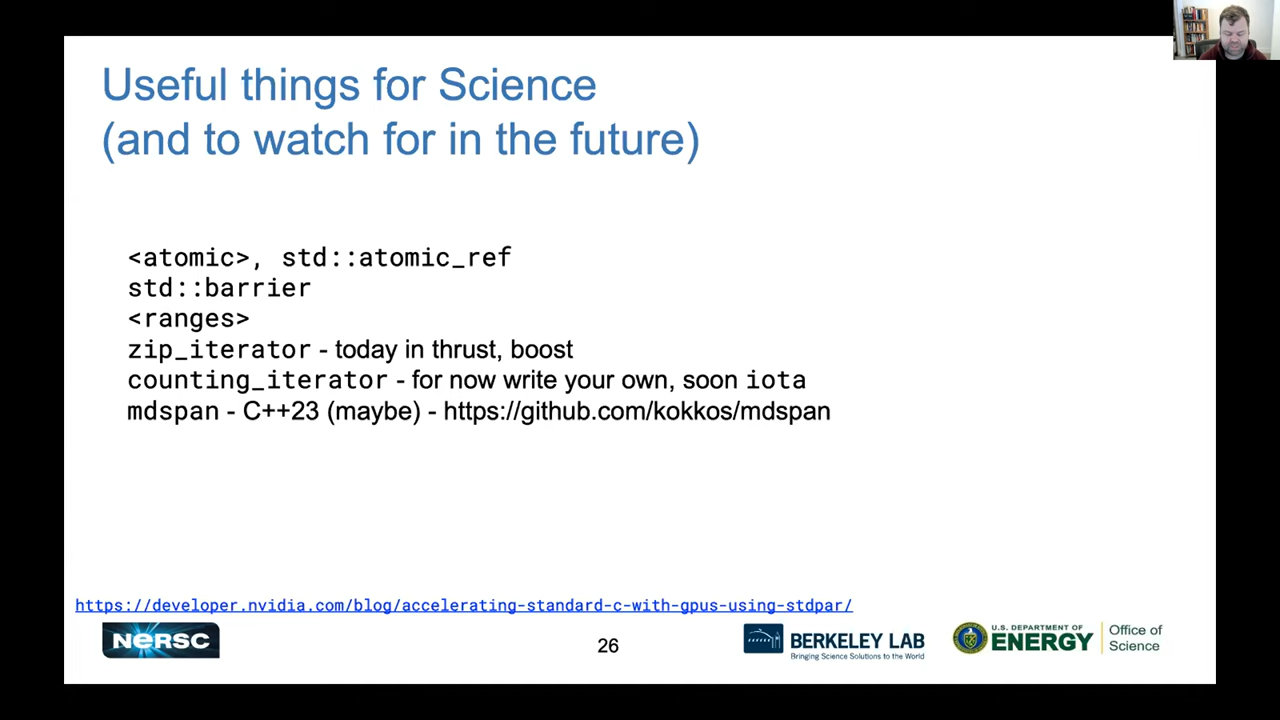 Useful things for Science
(and to watch for in the future)
<atomic>, std::atomic_ref
std::barrier
<ranges>
zip_iterator - today in thrust, boost
counting_iterator - for now write your own, soon iota
mdspan - C++23 (maybe) - https://github.com/kokkos/mdspan
https://developer.nvidia.com/blog/accelerating-standard-c-with-gpus-using-stdpar/
NERSC
26
BERKELEY LAB
Bringing Science Solutions to the World
U.S. DEPARTMENT OF
ENERGY
Office of
Science